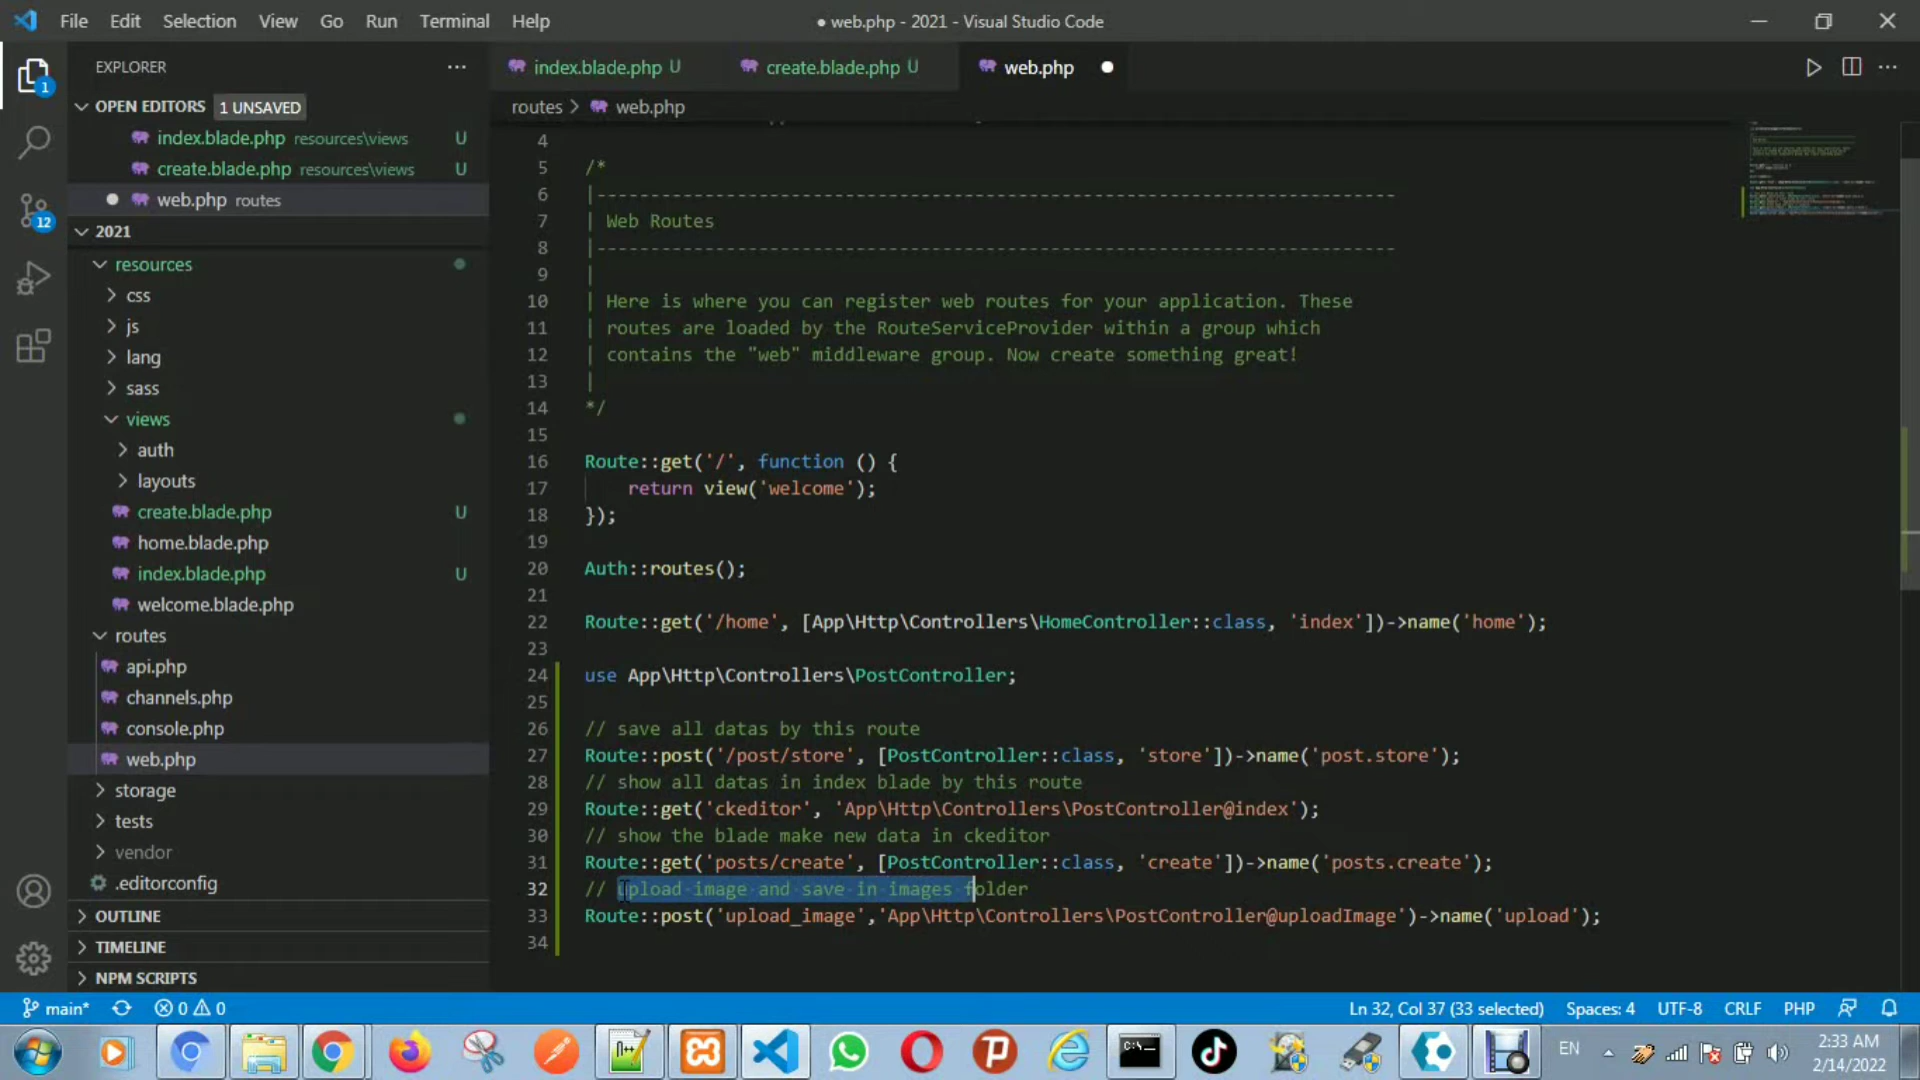 File Edit Selection View Go Run Terminal Help
● web.php - 2021 - Visual Studio Code
EXPLORER
OPEN EDITORS 1 UNSAVED
index.blade.php resources\views U
create.blade.php resources\views U
web.php routes
2021
resources
css
js
lang
sass
views
auth
layouts
create.blade.php U
home.blade.php
index.blade.php U
welcome.blade.php
routes
api.php
channels.php
console.php
web.php
storage
tests
vendor
.editorconfig
OUTLINE
TIMELINE
NPM SCRIPTS
1
12
index.blade.php U create.blade.php U web.php
routes > web.php
4
5 /*
6 |--------------------------------------------------------------------------
7 | Web Routes
8 |--------------------------------------------------------------------------
9 |
10 | Here is where you can register web routes for your application. These
11 | routes are loaded by the RouteServiceProvider within a group which
12 | contains the "web" middleware group. Now create something great!
13 |
14 */
15
16 Route::get('/', function () {
17 return view('welcome');
18 });
19
20 Auth::routes();
21
22 Route::get('/home', [App\Http\Controllers\HomeController::class, 'index'])->name('home');
23
24 use App\Http\Controllers\PostController;
25
26 // save all datas by this route
27 Route::post('/post/store', [PostController::class, 'store'])->name('post.store');
28 // show all datas in index blade by this route
29 Route::get('ckeditor', 'App\Http\Controllers\PostController@index');
30 // show the blade make new data in ckeditor
31 Route::get('posts/create', [PostController::class, 'create'])->name('posts.create');
32 // upload image and save in images folder
33 Route::post('upload_image','App\Http\Controllers\PostController@uploadImage')->name('upload');
34
main* 0 0 Ln 32, Col 37 (33 selected) Spaces: 4 UTF-8 CRLF PHP
EN 2:33 AM
2/14/2022